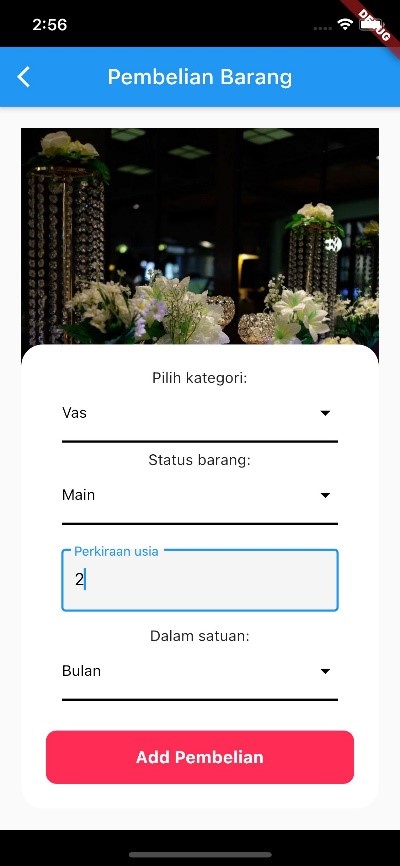 2:56
DEBUG
Pembelian Barang
Pilih kategori:
Vas
Status barang:
Main
Perkiraan usia
2
Dalam satuan:
Bulan
Add Pembelian